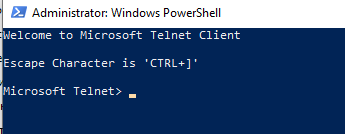 Administrator: Windows PowerShell
Welcome to Microsoft Telnet Client
Escape Character is 'CTRL+]'
Microsoft Telnet>